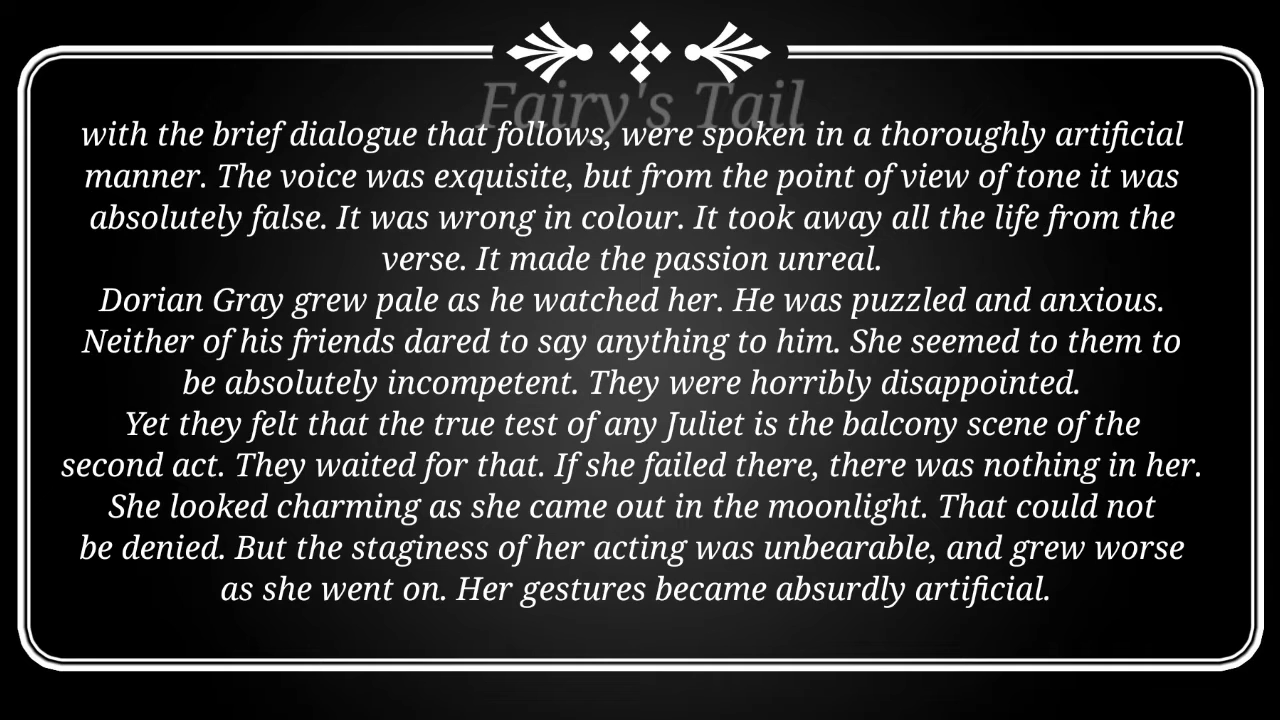 Fairy's Tail
with the brief dialogue that follows, were spoken in a thoroughly artificial
manner. The voice was exquisite, but from the point of view of tone it was
absolutely false. It was wrong in colour. It took away all the life from the
verse. It made the passion unreal.
Dorian Gray grew pale as he watched her. He was puzzled and anxious.
Neither of his friends dared to say anything to him. She seemed to them to
be absolutely incompetent. They were horribly disappointed.
Yet they felt that the true test of any Juliet is the balcony scene of the
second act. They waited for that. If she failed there, there was nothing in her.
She looked charming as she came out in the moonlight. That could not
be denied. But the staginess of her acting was unbearable, and grew worse
as she went on. Her gestures became absurdly artificial.